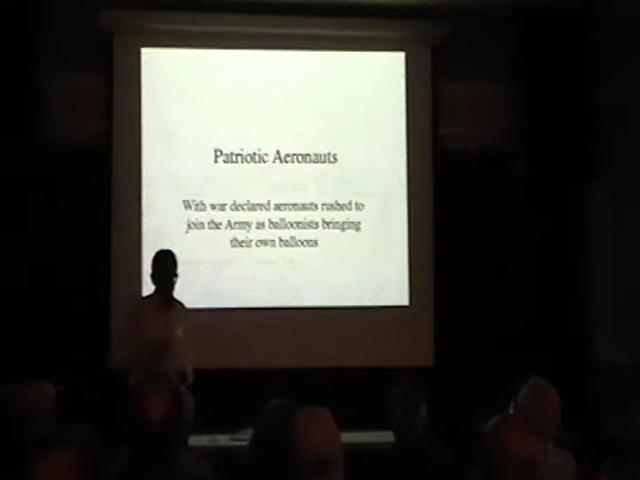 Patriotic Aeronauts
With war declared aeronauts rushed to
join the Army as balloonists bringing
their own balloons